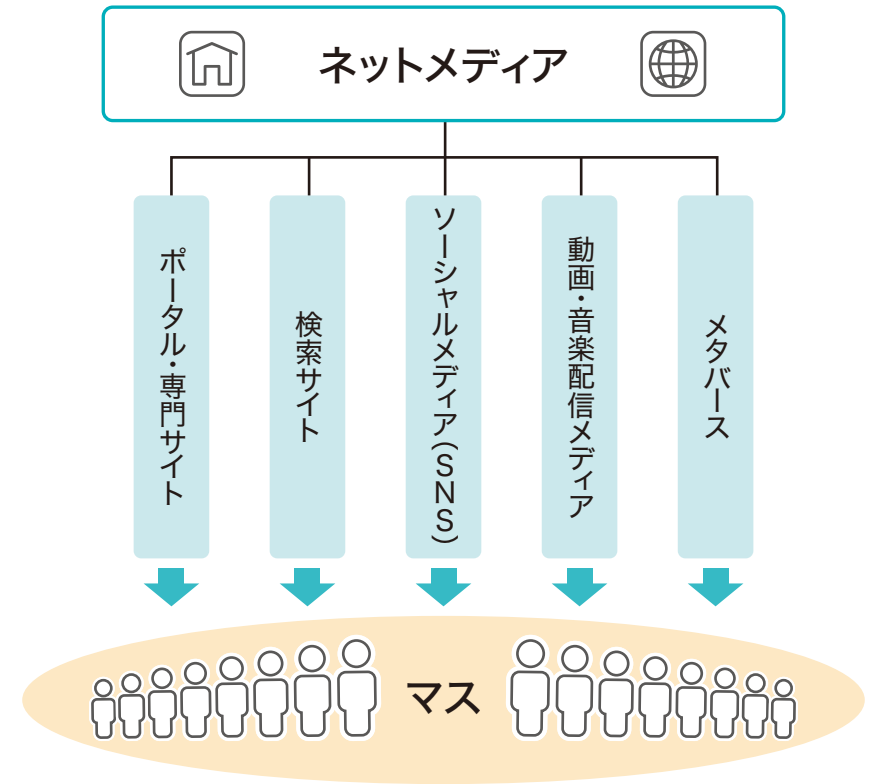 ネットメディア
ポータル・専門サイト
検索サイト
ソーシャルメディア(SNS)
動画・音楽配信メディア
メタバース
マス